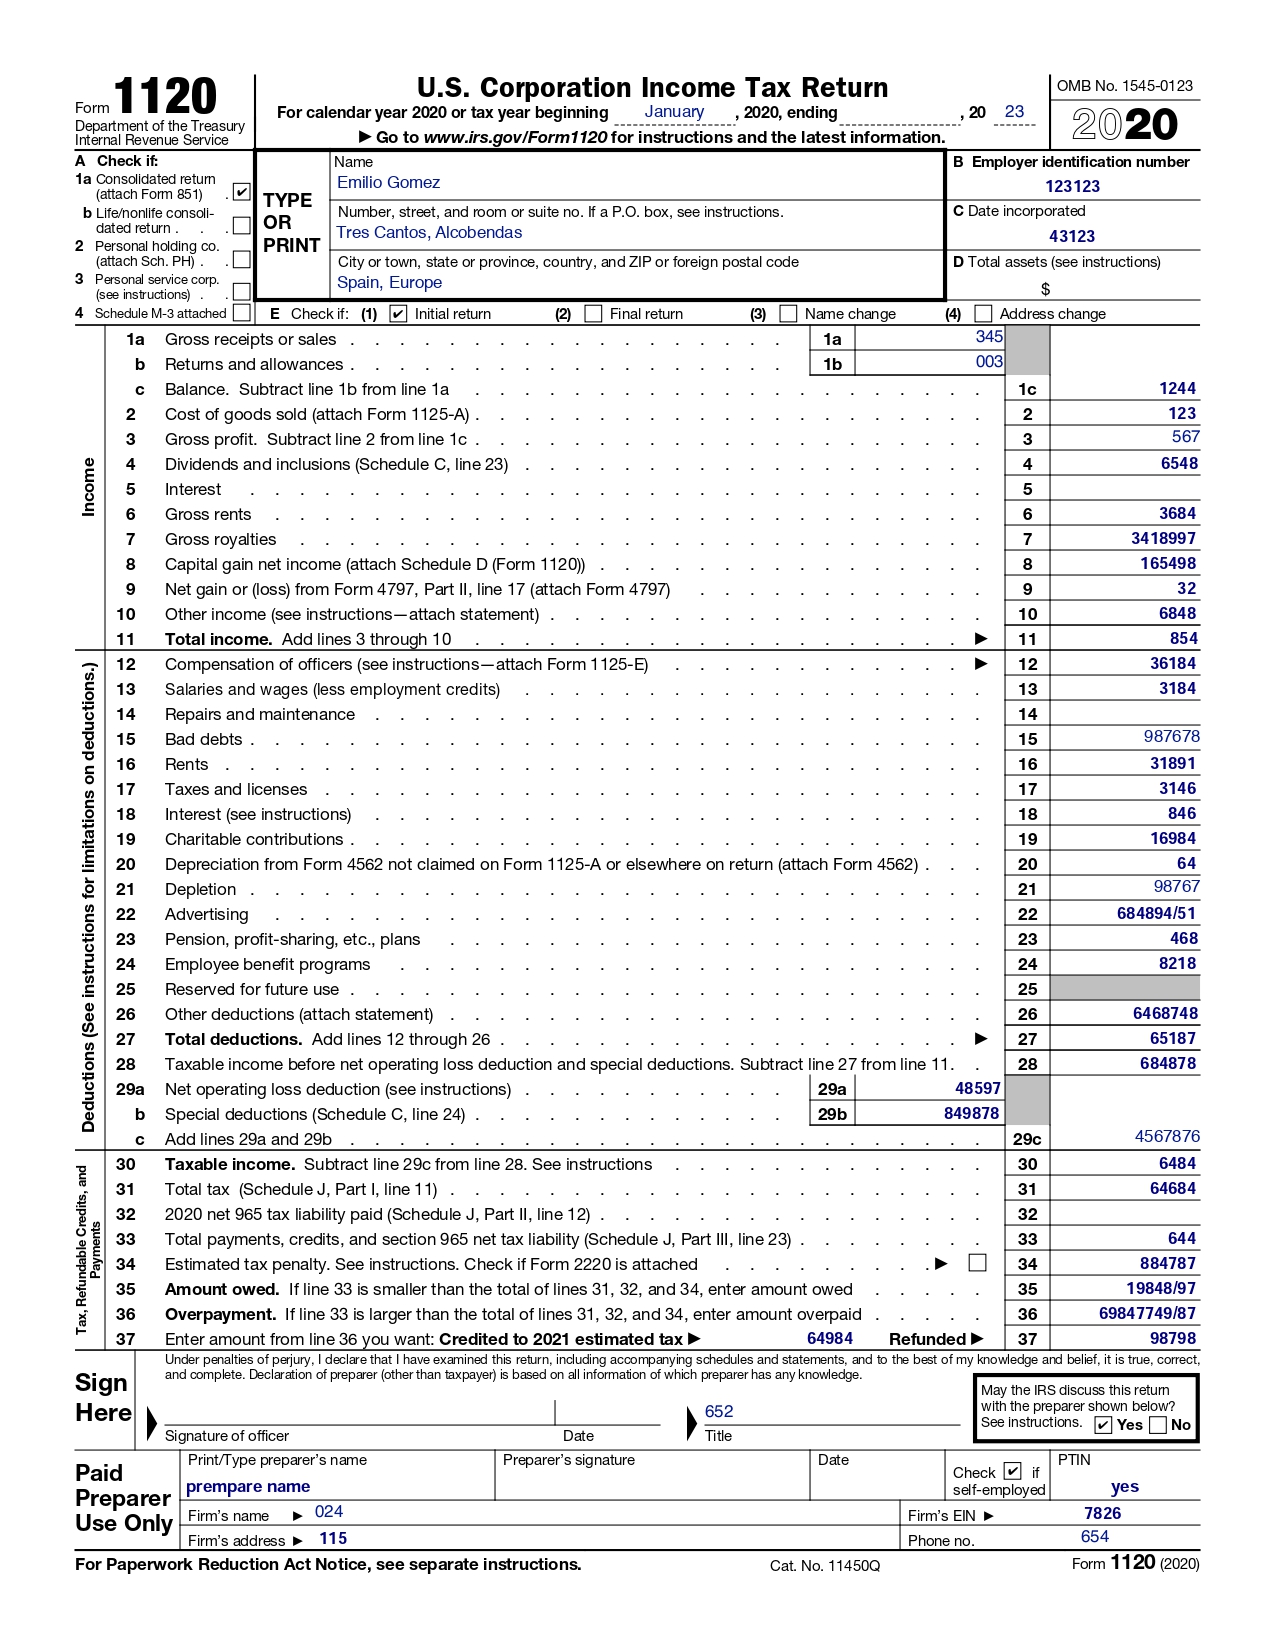 Form 1120
Department of the Treasury
Internal Revenue Service
U.S. Corporation Income Tax Return
For calendar year 2020 or tax year beginning January , 2020, ending , 20 23
▶ Go to www.irs.gov/Form1120 for instructions and the latest information.
OMB No. 1545-0123
2020
A Check if:
1a Consolidated return
(attach Form 851) . ✔
b Life/nonlife consoli-
dated return . . .
2 Personal holding co.
(attach Sch. PH) . .
3 Personal service corp.
(see instructions) . .
4 Schedule M-3 attached
TYPE
OR
PRINT
Name
Emilio Gomez
Number, street, and room or suite no. If a P.O. box, see instructions.
Tres Cantos, Alcobendas
City or town, state or province, country, and ZIP or foreign postal code
Spain, Europe
B Employer identification number
123123
C Date incorporated
43123
D Total assets (see instructions)
$
E Check if: (1) ✔ Initial return (2) Final return (3) Name change (4) Address change
Income
1a Gross receipts or sales 1a 345
b Returns and allowances 1b 003
c Balance. Subtract line 1b from line 1a 1c 1244
2 Cost of goods sold (attach Form 1125-A) 2 123
3 Gross profit. Subtract line 2 from line 1c 3 567
4 Dividends and inclusions (Schedule C, line 23) 4 6548
5 Interest 5
6 Gross rents 6 3684
7 Gross royalties 7 3418997
8 Capital gain net income (attach Schedule D (Form 1120)) 8 165498
9 Net gain or (loss) from Form 4797, Part II, line 17 (attach Form 4797) 9 32
10 Other income (see instructions—attach statement) 10 6848
11 Total income. Add lines 3 through 10 ▶ 11 854
Deductions (See instructions for limitations on deductions.)
12 Compensation of officers (see instructions—attach Form 1125-E) ▶ 12 36184
13 Salaries and wages (less employment credits) 13 3184
14 Repairs and maintenance 14
15 Bad debts 15 987678
16 Rents 16 31891
17 Taxes and licenses 17 3146
18 Interest (see instructions) 18 846
19 Charitable contributions 19 16984
20 Depreciation from Form 4562 not claimed on Form 1125-A or elsewhere on return (attach Form 4562) 20 64
21 Depletion 21 98767
22 Advertising 22 684894/51
23 Pension, profit-sharing, etc., plans 23 468
24 Employee benefit programs 24 8218
25 Reserved for future use 25
26 Other deductions (attach statement) 26 6468748
27 Total deductions. Add lines 12 through 26 ▶ 27 65187
28 Taxable income before net operating loss deduction and special deductions. Subtract line 27 from line 11 28 684878
29a Net operating loss deduction (see instructions) 29a 48597
b Special deductions (Schedule C, line 24) 29b 849878
c Add lines 29a and 29b 29c 4567876
Tax, Refundable Credits, and
Payments
30 Taxable income. Subtract line 29c from line 28. See instructions 30 6484
31 Total tax (Schedule J, Part I, line 11) 31 64684
32 2020 net 965 tax liability paid (Schedule J, Part II, line 12) 32
33 Total payments, credits, and section 965 net tax liability (Schedule J, Part III, line 23) 33 644
34 Estimated tax penalty. See instructions. Check if Form 2220 is attached ▶ 34 884787
35 Amount owed. If line 33 is smaller than the total of lines 31, 32, and 34, enter amount owed 35 19848/97
36 Overpayment. If line 33 is larger than the total of lines 31, 32, and 34, enter amount overpaid 36 69847749/87
37 Enter amount from line 36 you want: Credited to 2021 estimated tax ▶ 64984 Refunded ▶ 37 98798
Sign
Here
Under penalties of perjury, I declare that I have examined this return, including accompanying schedules and statements, and to the best of my knowledge and belief, it is true, correct,
and complete. Declaration of preparer (other than taxpayer) is based on all information of which preparer has any knowledge.
652
Signature of officer Date Title
May the IRS discuss this return
with the preparer shown below?
See instructions. ✔ Yes No
Paid
Preparer
Use Only
Print/Type preparer's name
prempare name
Preparer's signature
Date
Check ✔ if
self-employed
PTIN
yes
Firm's name ▶ 024
Firm's EIN ▶ 7826
Firm's address ▶ 115
Phone no. 654
For Paperwork Reduction Act Notice, see separate instructions. Cat. No. 11450Q Form 1120 (2020)